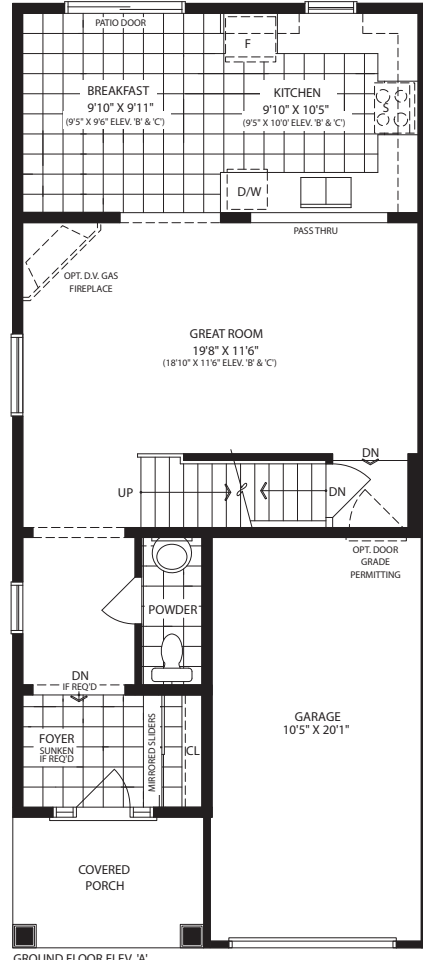 PATIO DOOR
F
BREAKFAST
9'10" X 9'11"
(9'5" X 9'6" ELEV. 'B' & 'C')
KITCHEN
9'10" X 10'5"
(9'5" X 10'0' ELEV. 'B' & 'C')
S
D/W
PASS THRU
OPT. D.V. GAS
FIREPLACE
GREAT ROOM
19'8" X 11'6"
(18'10" X 11'6" ELEV. 'B' & 'C')
DN
UP
DN
OPT. DOOR
GRADE
PERMITTING
POWDER
DN
IF REQ'D
FOYER
SUNKEN
IF REQ'D
MIRRORED SLIDERS
CL
GARAGE
10'5" X 20'1"
COVERED
PORCH
GROUND FLOOR ELEV. 'A'